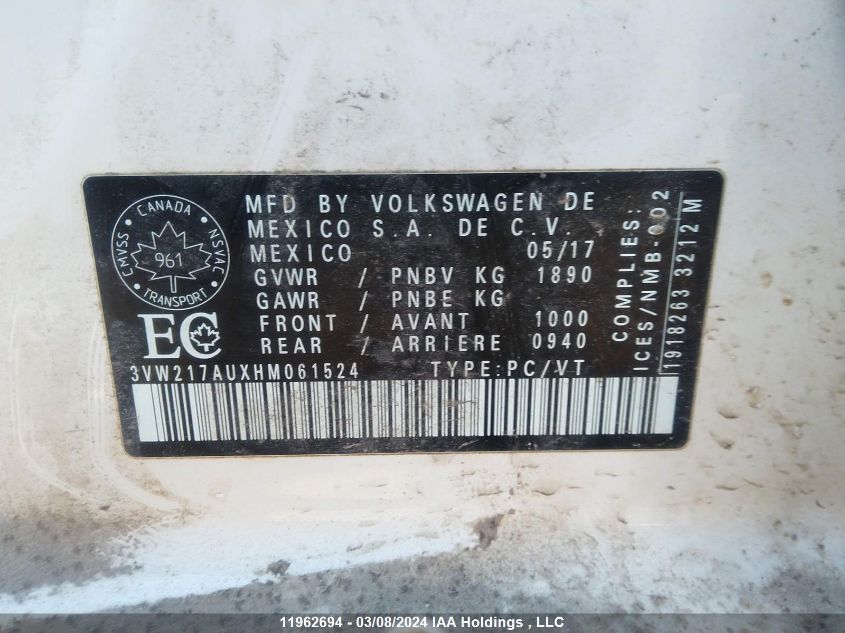 CANADA
CMVSS
NSVAC
961
TRANSPORT
EC
MFD BY VOLKSWAGEN DE
MEXICO S.A. DE C.V.
MEXICO 05/17
GVWR / PNBV KG 1890
GAWR / PNBE KG
FRONT / AVANT 1000
REAR / ARRIERE 0940
3VW217AUXHM061524 TYPE:PC/VT
COMPLIES:
ICES/NMB-002
1918263 3212M
11962694 - 03/08/2024 IAA Holdings , LLC